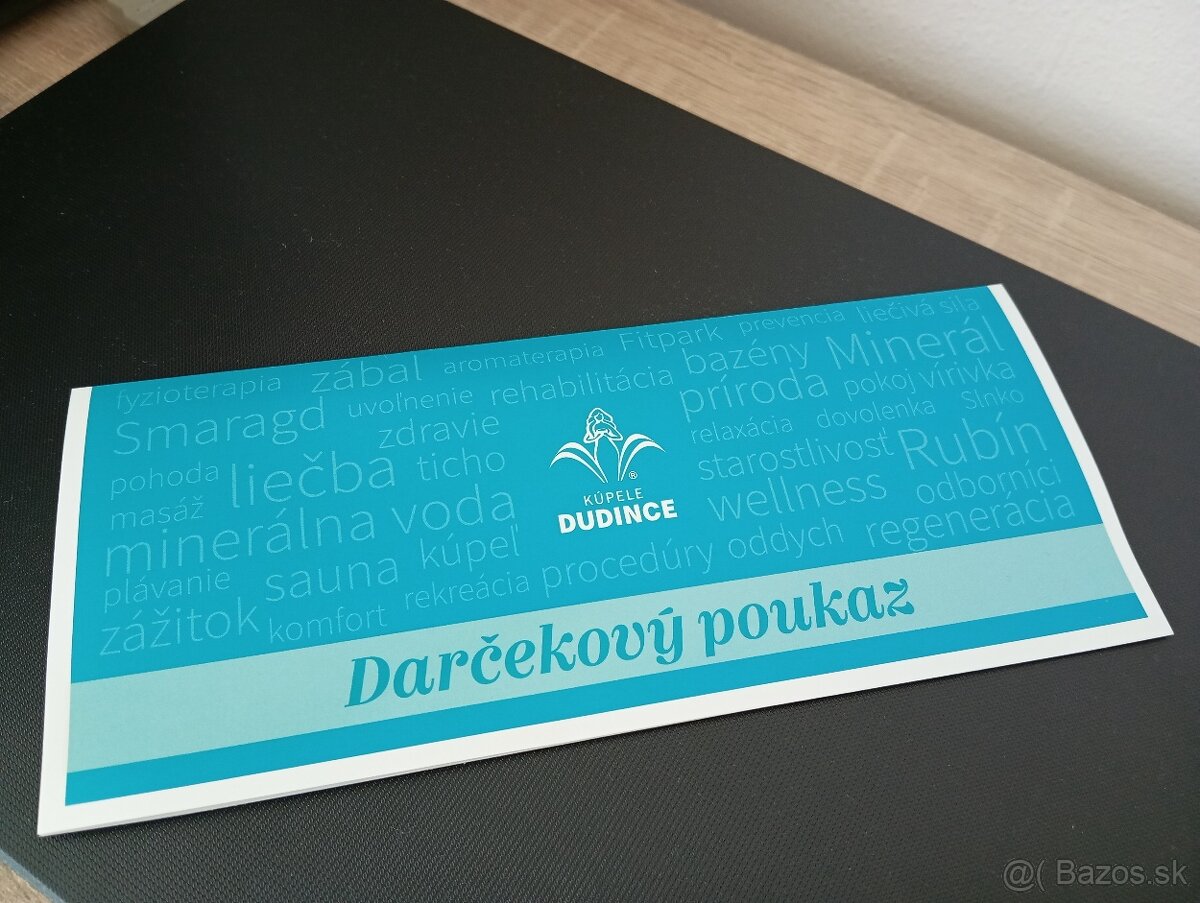 fyzioterapia zábal aromaterapia Fitpark prevencia liečivá sila
Smaragd uvoľnenie rehabilitácia bazény Minerál
zdravie príroda pokoj vírivka
pohoda liečba ticho relaxácia dovolenka Slnko
masáž starostlivosť Rubín
minerálna voda wellness odborníci
plávanie sauna kúpeľ procedúry oddych regenerácia
zážitok komfort rekreácia
KÚPELE
DUDINCE
®
Darčekový poukaz
@( Bazos.sk